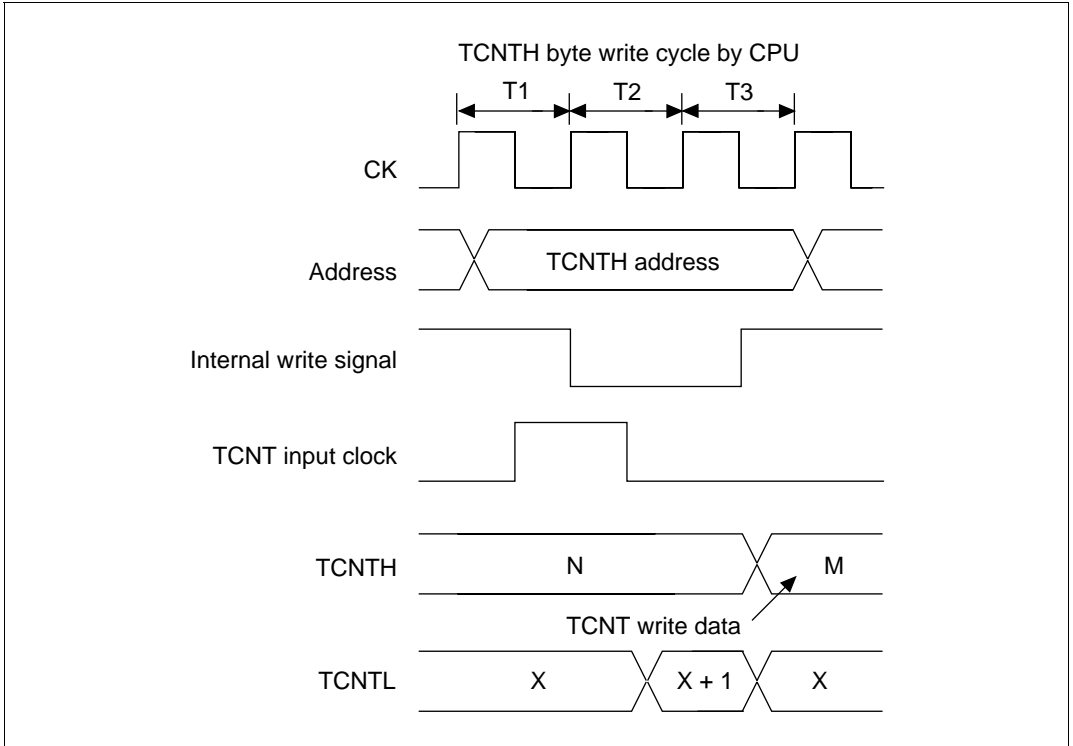 TCNTH byte write cycle by CPU
T1 T2 T3
CK
Address TCNTH address
Internal write signal
TCNT input clock
TCNTH N M
TCNT write data
TCNTL X X + 1 X